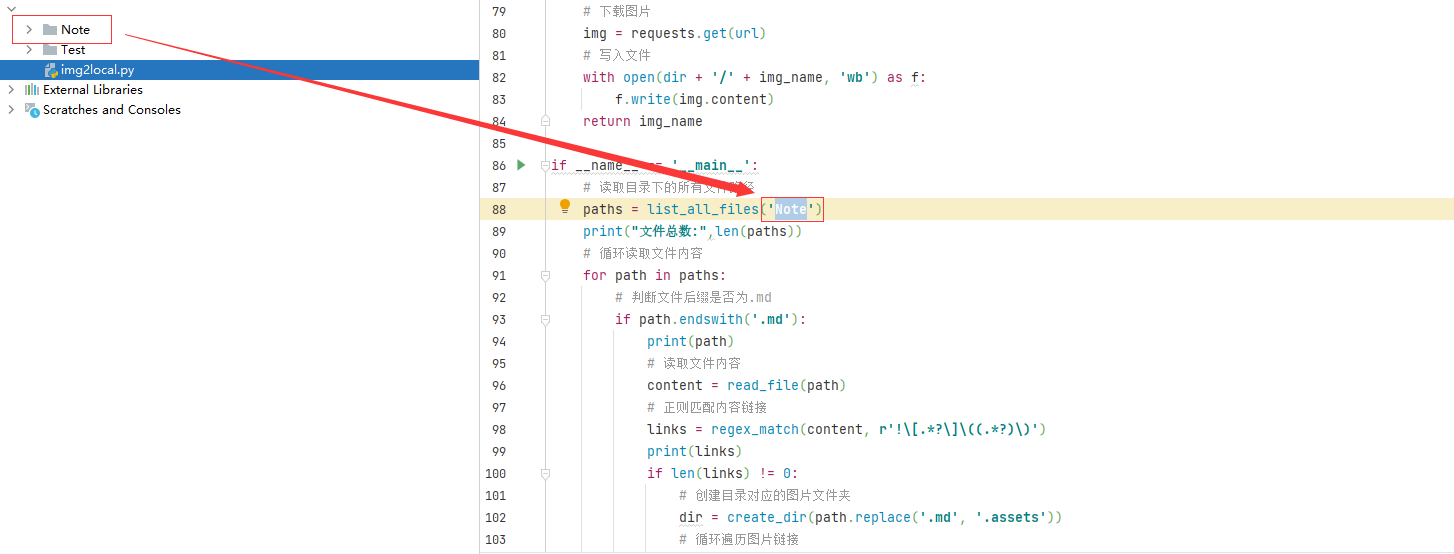 Note
Test
img2local.py
External Libraries
Scratches and Consoles
79 # 下载图片
80 img = requests.get(url)
81 # 写入文件
82 with open(dir + '/' + img_name, 'wb') as f:
83 f.write(img.content)
84 return img_name
85
86 if __name__ == '__main__':
87 # 读取目录下的所有文件路径
88 paths = list_all_files('Note')
89 print("文件总数:",len(paths))
90 # 循环读取文件内容
91 for path in paths:
92 # 判断文件后缀是否为.md
93 if path.endswith('.md'):
94 print(path)
95 # 读取文件内容
96 content = read_file(path)
97 # 正则匹配内容链接
98 links = regex_match(content, r'!\[.*?\]\((.*?)\)')
99 print(links)
100 if len(links) != 0:
101 # 创建目录对应的图片文件夹
102 dir = create_dir(path.replace('.md', '.assets'))
103 # 循环遍历图片链接